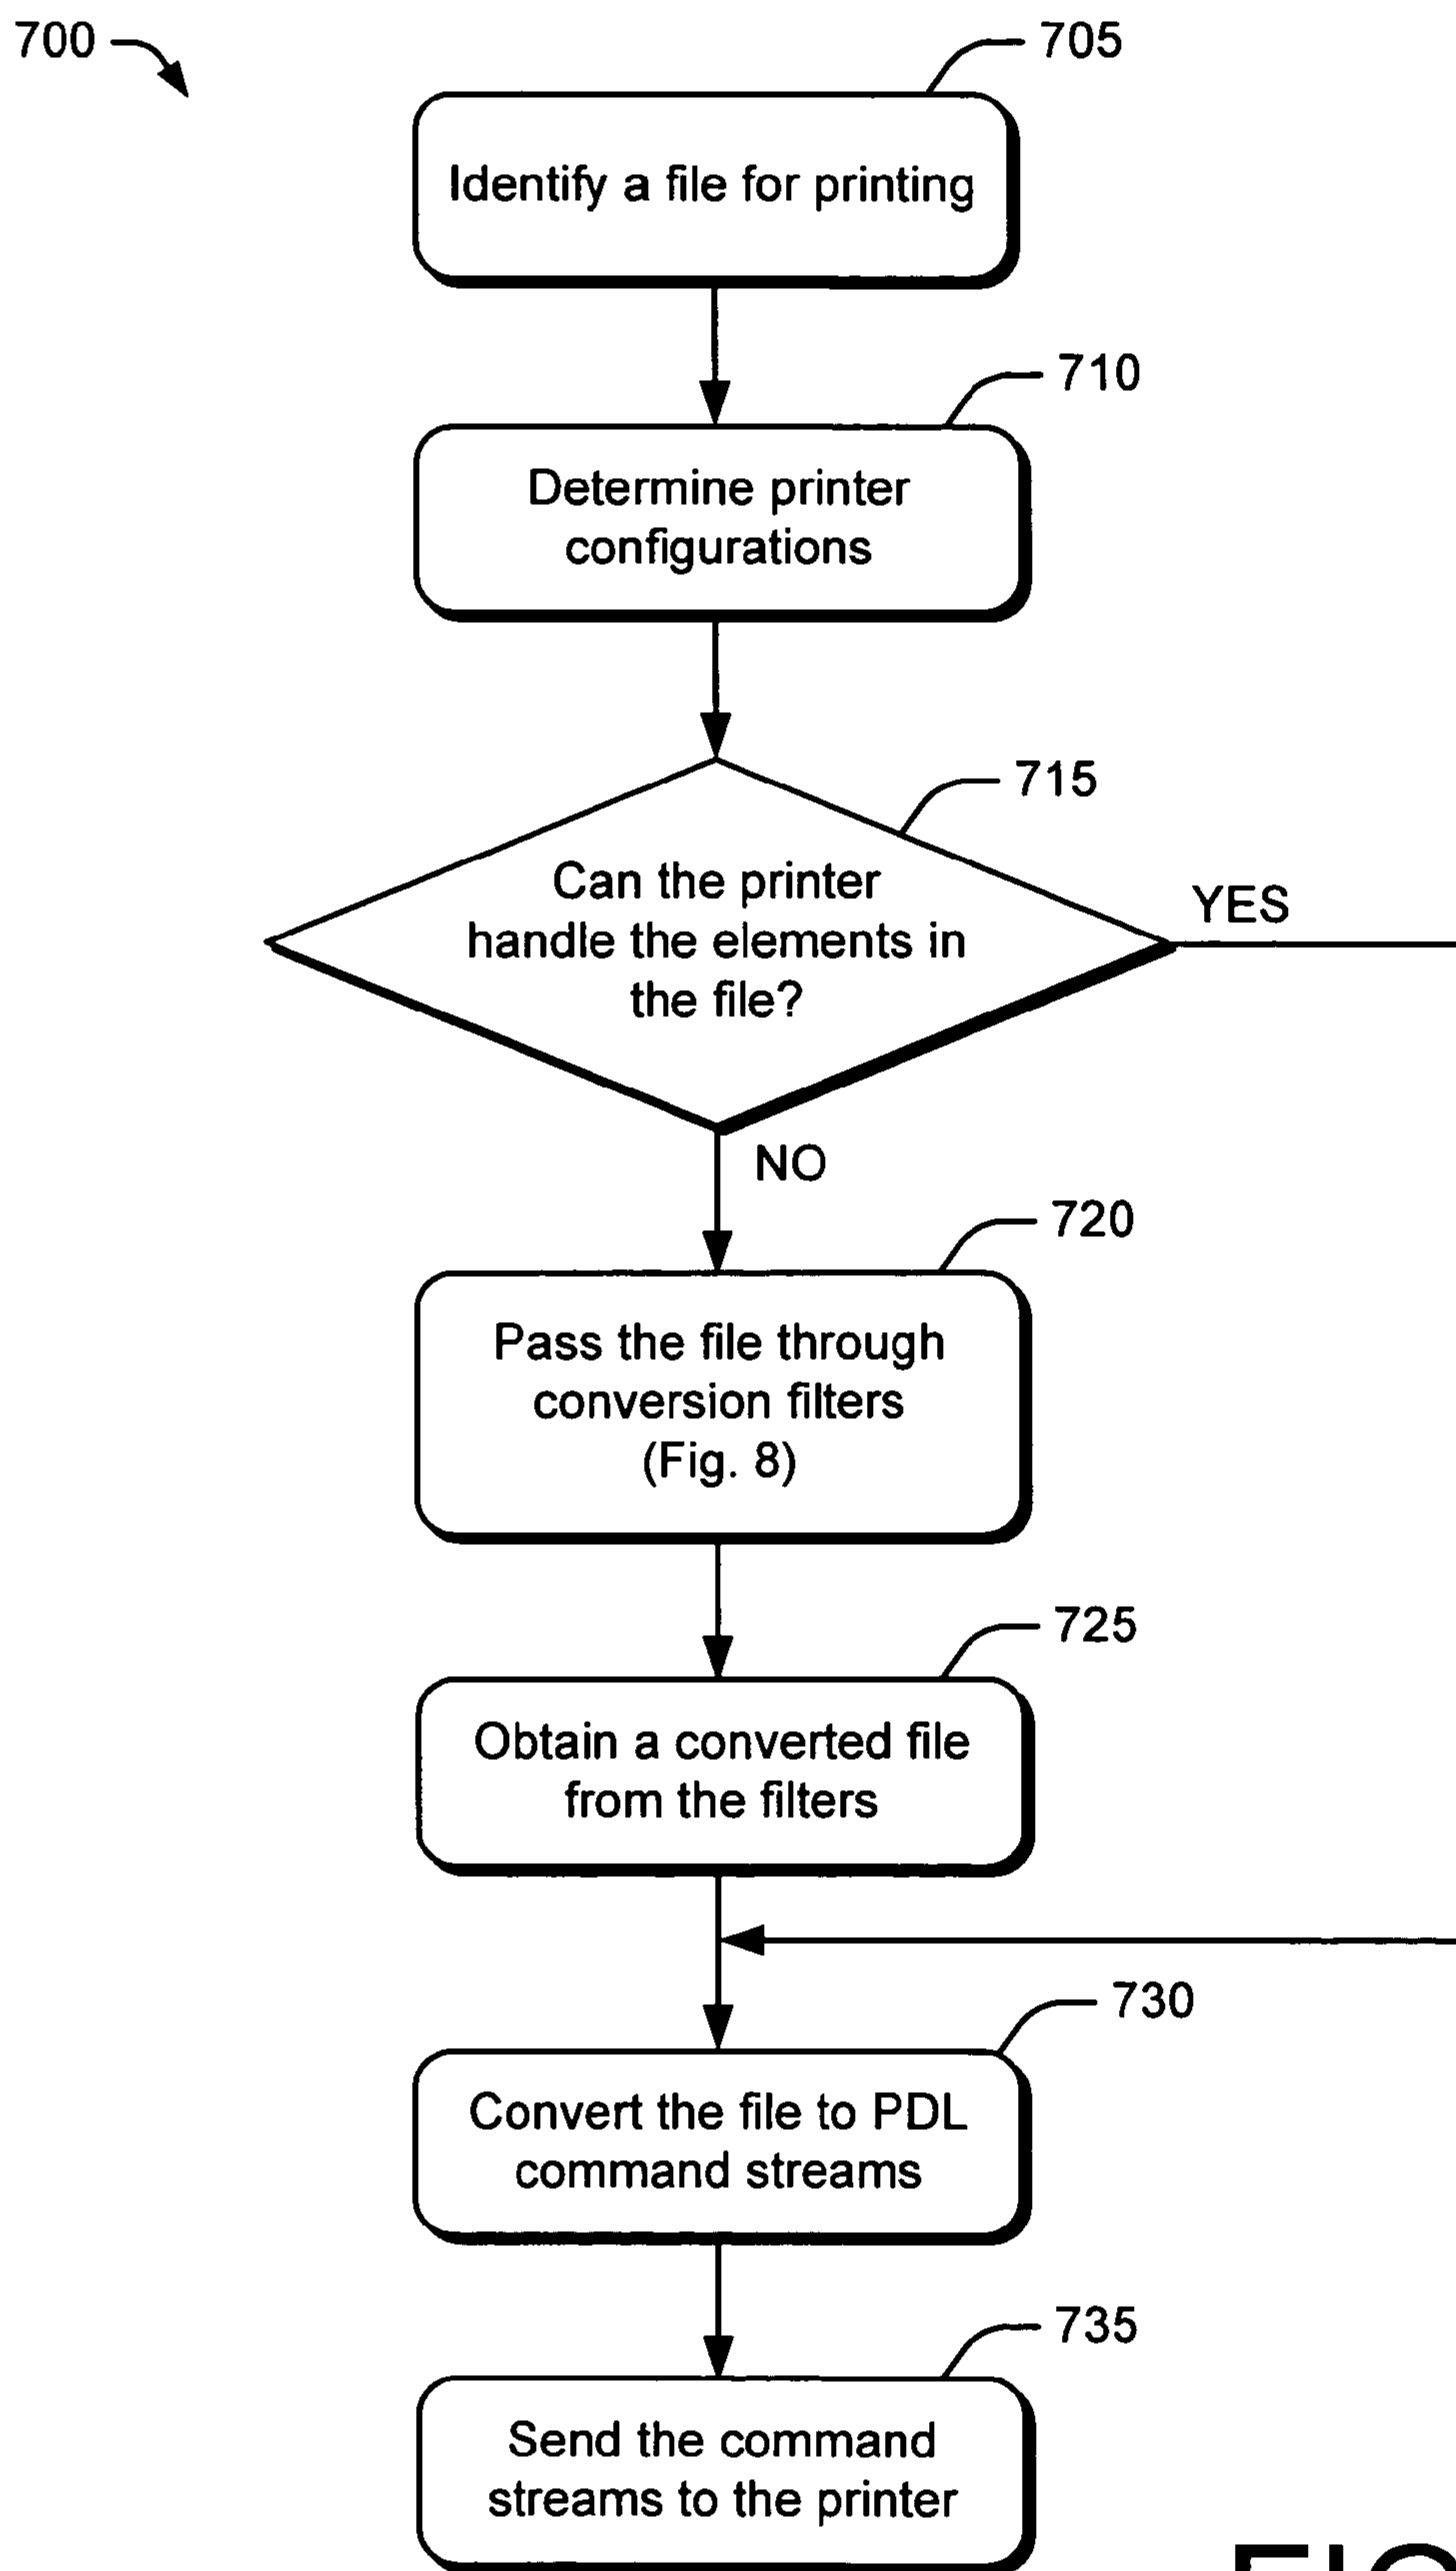 700
705
Identify a file for printing
710
Determine printer
configurations
715
Can the printer
handle the elements in
the file?
YES
NO
720
Pass the file through
conversion filters
(Fig. 8)
725
Obtain a converted file
from the filters
730
Convert the file to PDL
command streams
735
Send the command
streams to the printer